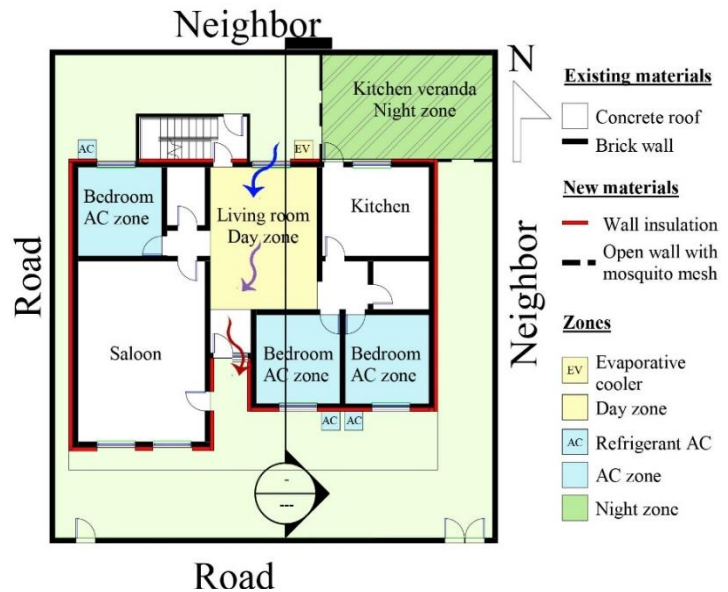 Neighbor
N
Kitchen veranda
Night zone
AC
EV
Bedroom
AC zone
Living room
Day zone
Kitchen
Road
Neighbor
Saloon
Bedroom
AC zone
Bedroom
AC zone
AC
AC
-
---
Road
Existing materials
Concrete roof
Brick wall
New materials
Wall insulation
Open wall with
mosquito mesh
Zones
EV
Evaporative
cooler
Day zone
AC
Refrigerant AC
AC zone
Night zone